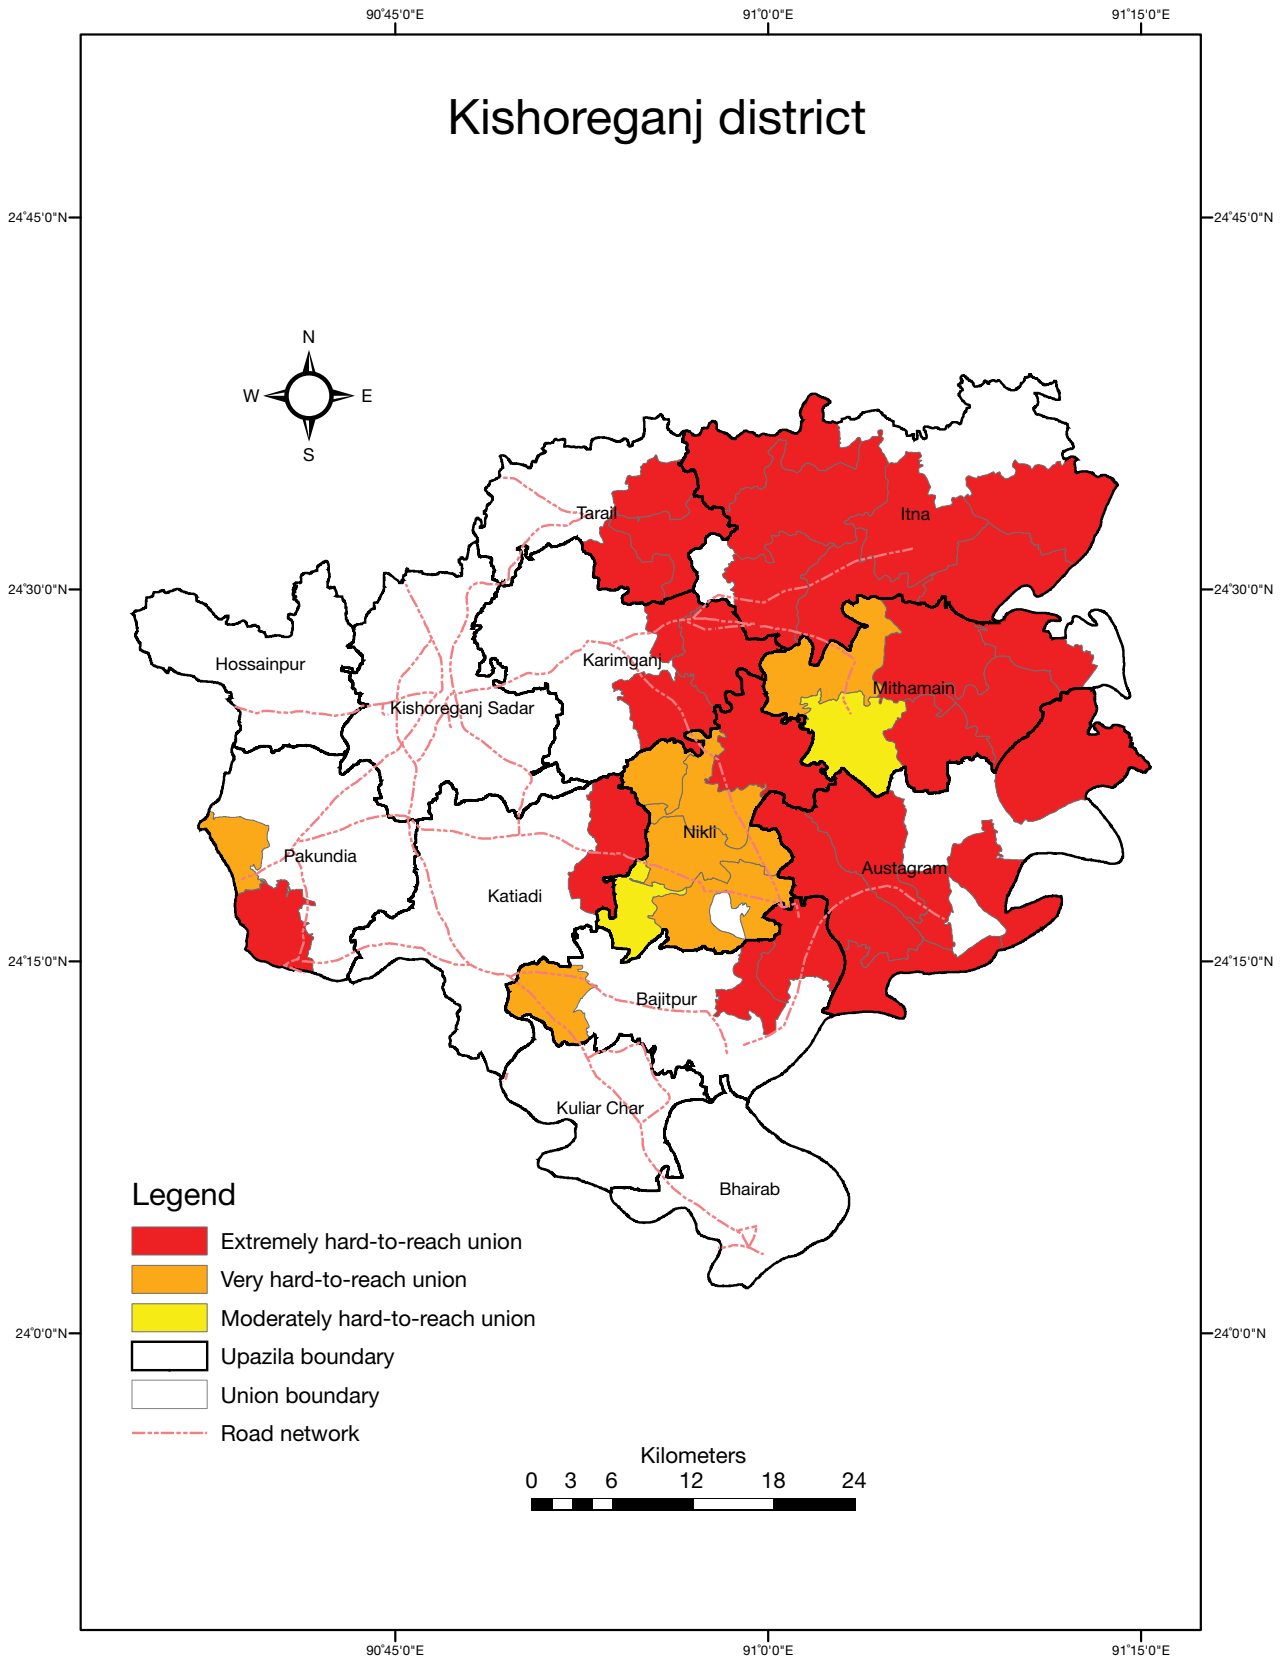 90°45'0"E 91°0'0"E 91°15'0"E
Kishoreganj district
24°45'0"N 24°45'0"N
N
W E
S
Tarail
Itna
24°30'0"N 24°30'0"N
Hossainpur
Karimganj
Mithamain
Kishoreganj Sadar
Nikli
Pakundia
Austagram
Katiadi
24°15'0"N 24°15'0"N
Bajitpur
Kuliar Char
Bhairab
Legend
Extremely hard-to-reach union
Very hard-to-reach union
Moderately hard-to-reach union
24°0'0"N 24°0'0"N
Upazila boundary
Union boundary
Road network
Kilometers
0 3 6 12 18 24
90°45'0"E 91°0'0"E 91°15'0"E